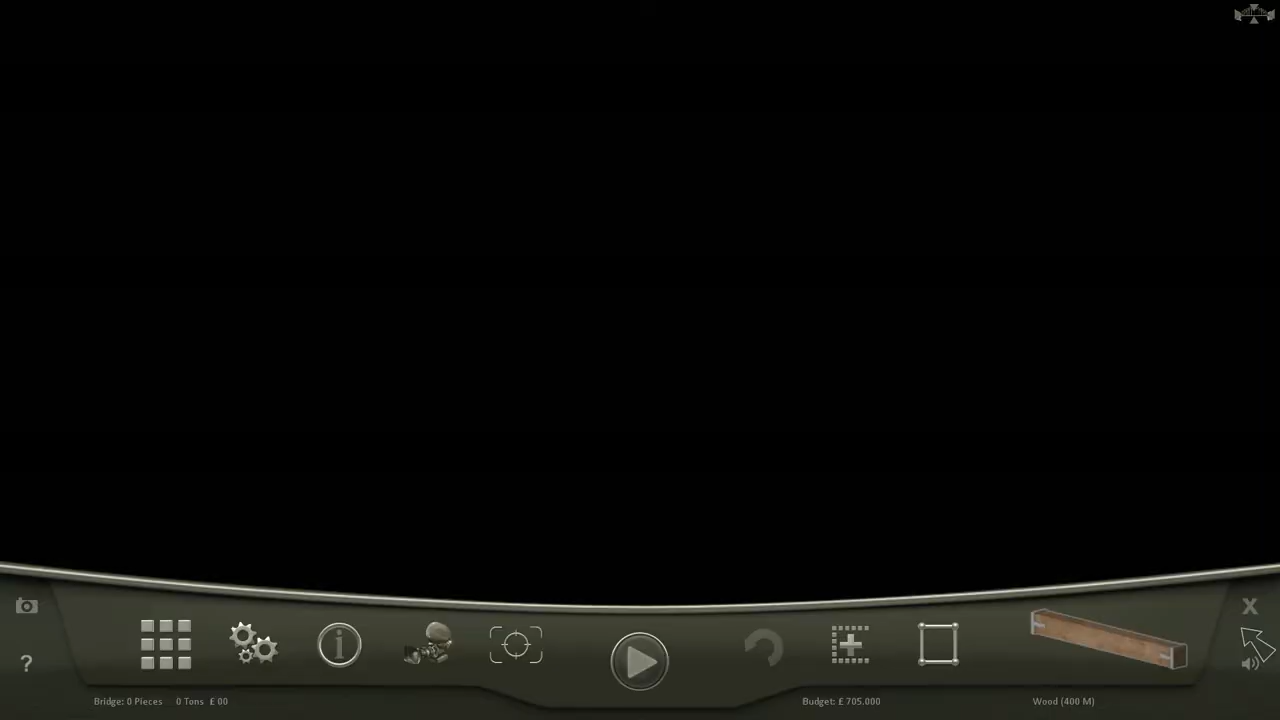 ?
X
Bridge: 0 Pieces 0 Tons £ 00
Budget: £ 705.000
Wood (400 M)